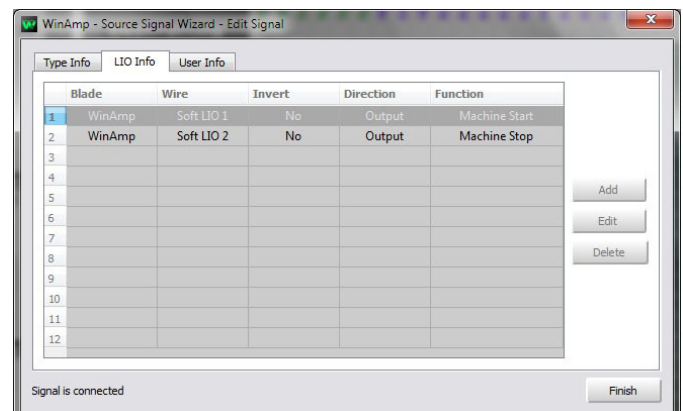 WinAmp - Source Signal Wizard - Edit Signal
Type Info LIO Info User Info
Blade Wire Invert Direction Function
1 WinAmp Soft LIO 1 No Output Machine Start
2 WinAmp Soft LIO 2 No Output Machine Stop
3
4
5
6
7
8
9
10
11
12
Add
Edit
Delete
Signal is connected Finish